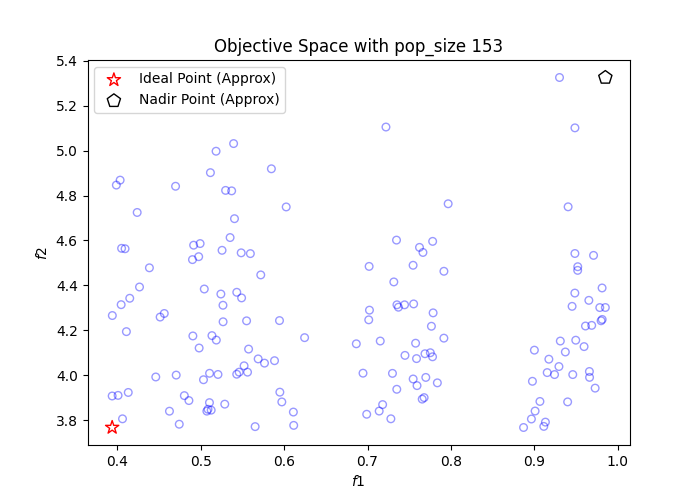 Objective Space with pop_size 153
Ideal Point (Approx)
Nadir Point (Approx)
f2
5.4
5.2
5.0
4.8
4.6
4.4
4.2
4.0
3.8
0.4 0.5 0.6 0.7 0.8 0.9 1.0
f1